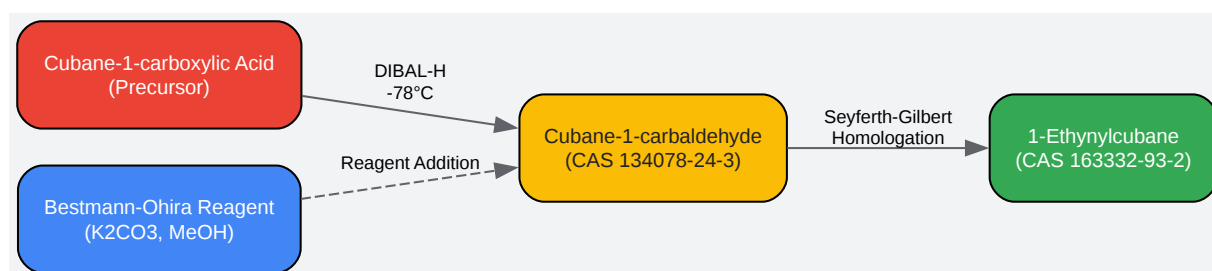 Cubane-1-carboxylic Acid
(Precursor)
DIBAL-H
-78°C
Bestmann-Ohira Reagent
(K2CO3, MeOH)
Reagent Addition
Cubane-1-carbaldehyde
(CAS 134078-24-3)
Seyferth-Gilbert
Homologation
1-Ethynylcubane
(CAS 163332-93-2)